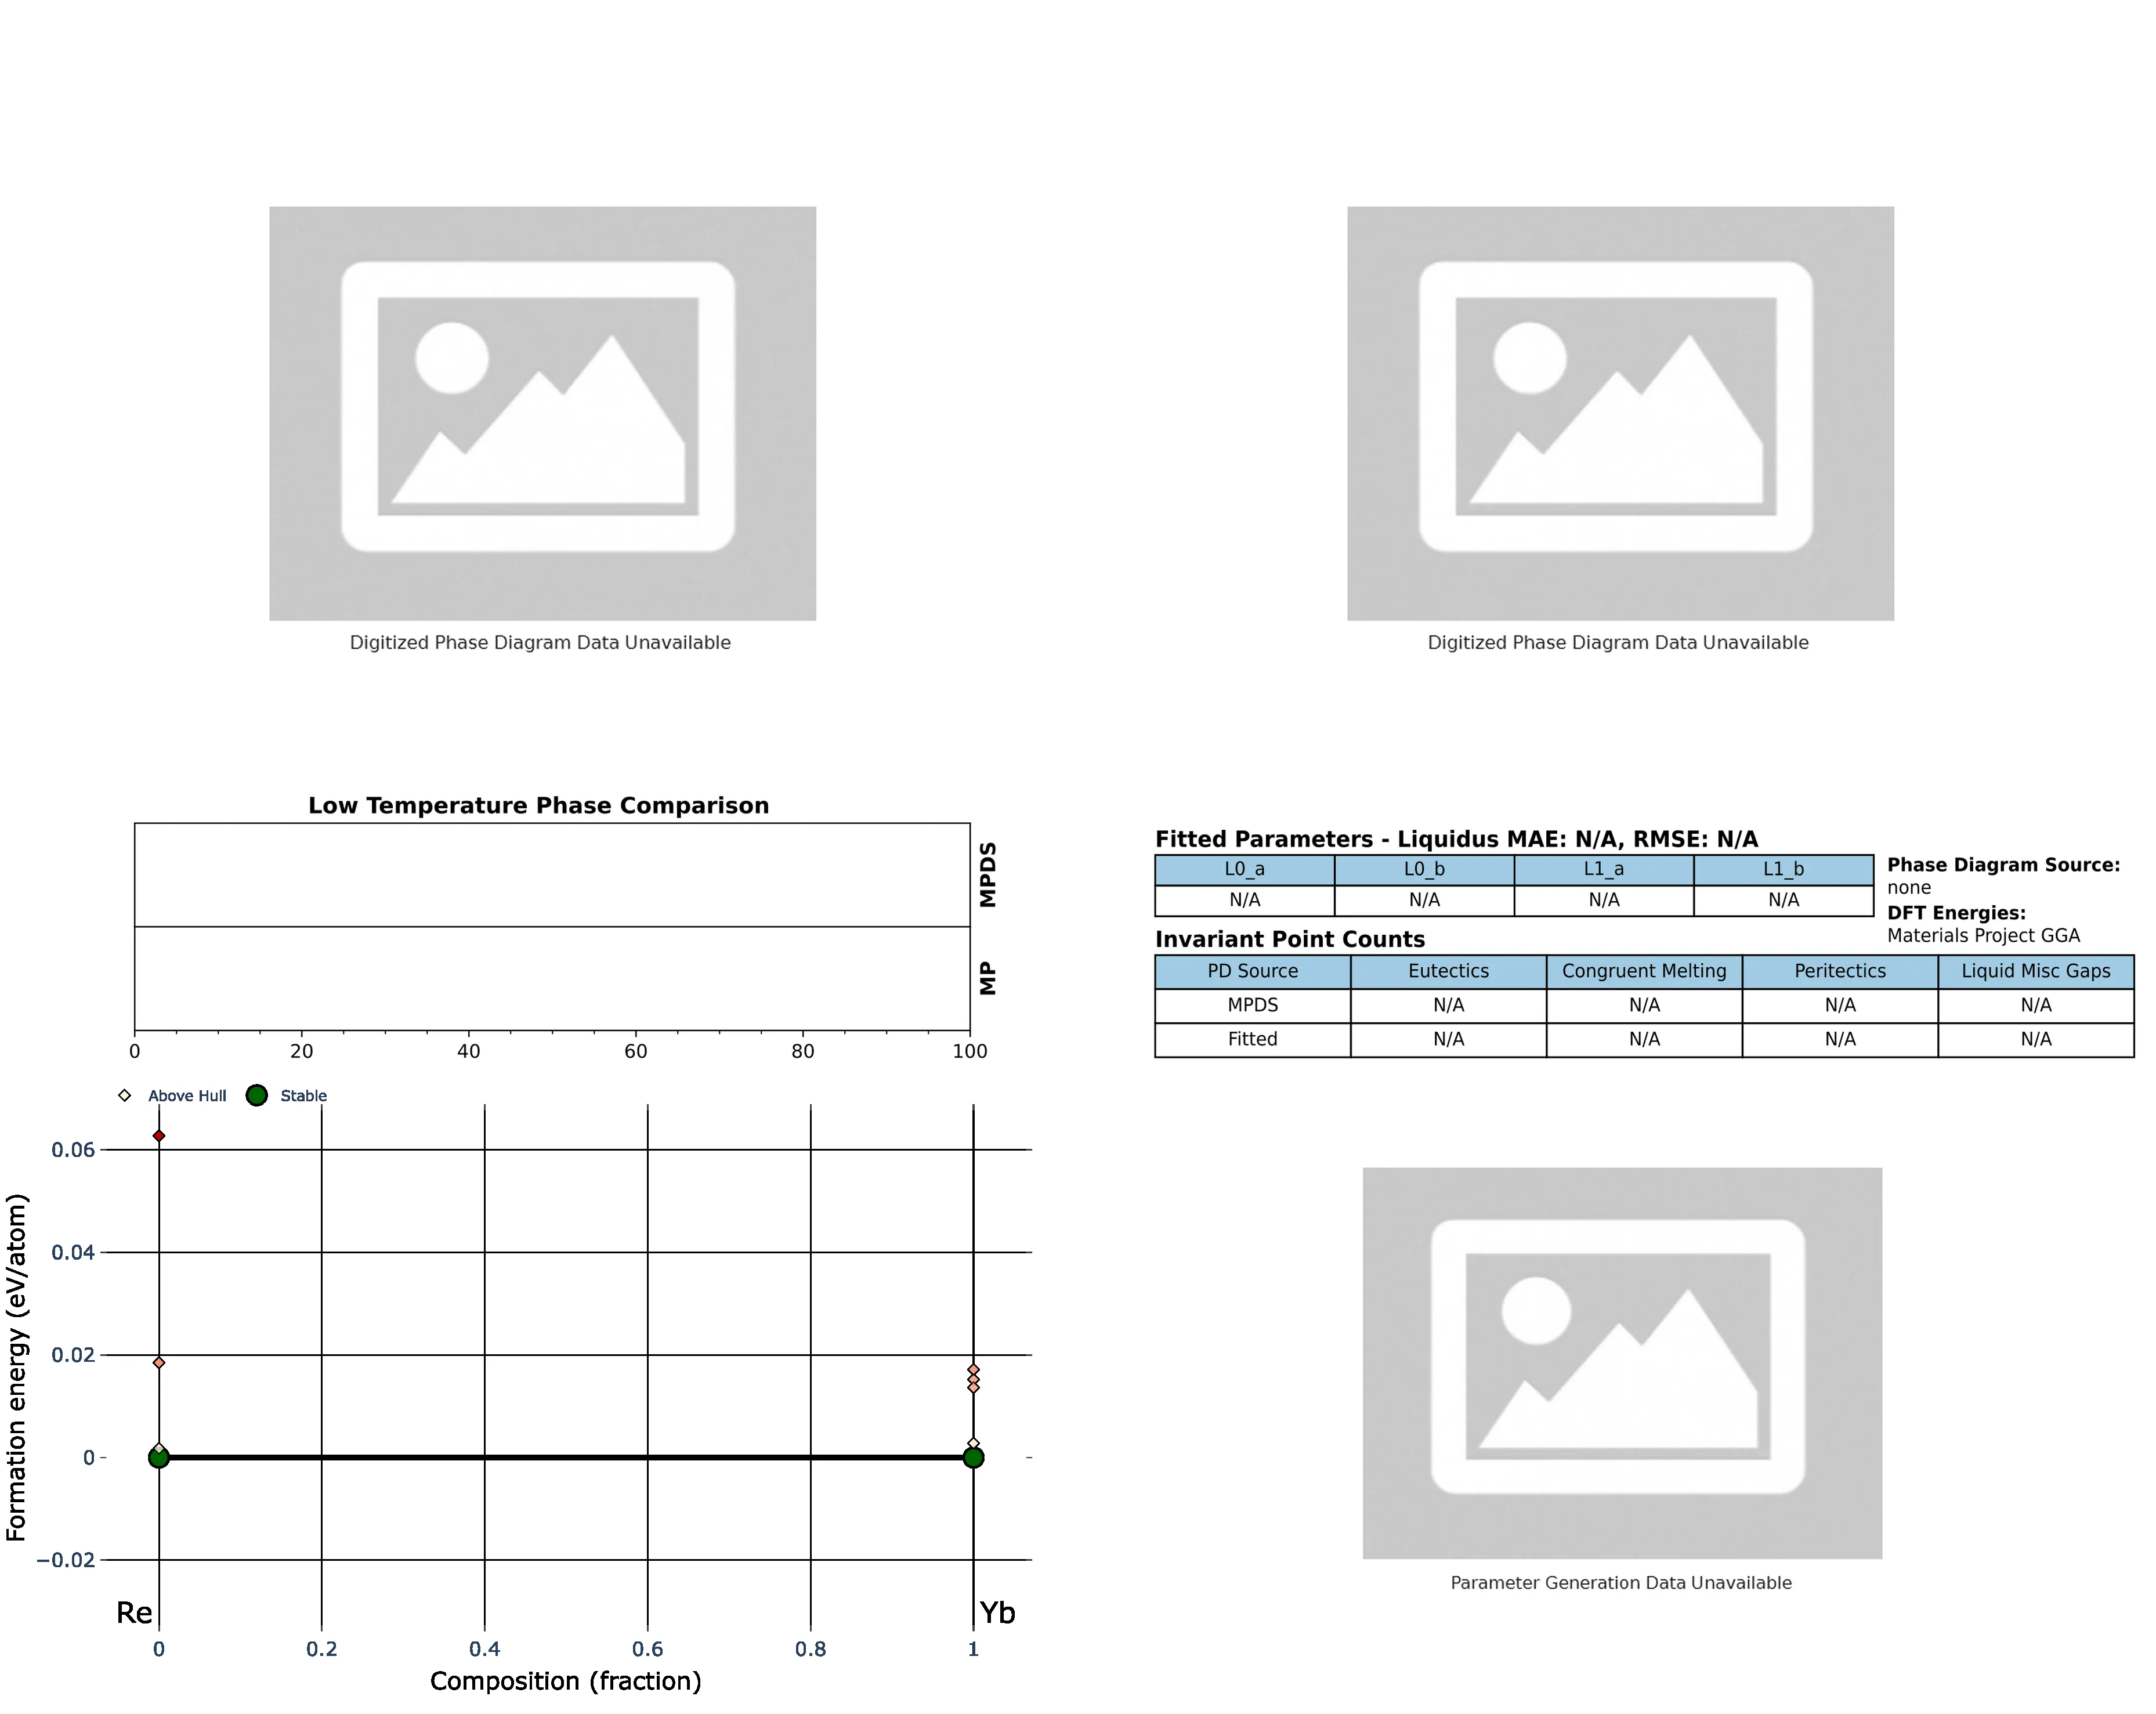 Digitized Phase Diagram Data Unavailable
Digitized Phase Diagram Data Unavailable
Low Temperature Phase Comparison
MPDS
MP
0 20 40 60 80 100
Fitted Parameters - Liquidus MAE: N/A, RMSE: N/A
L0_a L0_b L1_a L1_b
N/A N/A N/A N/A
Phase Diagram Source:
none
DFT Energies:
Materials Project GGA
Invariant Point Counts
PD Source Eutectics Congruent Melting Peritectics Liquid Misc Gaps
MPDS N/A N/A N/A N/A
Fitted N/A N/A N/A N/A
Above Hull Stable
Formation energy (eV/atom)
0.06
0.04
0.02
0
−0.02
Re Yb
0 0.2 0.4 0.6 0.8 1
Composition (fraction)
Parameter Generation Data Unavailable